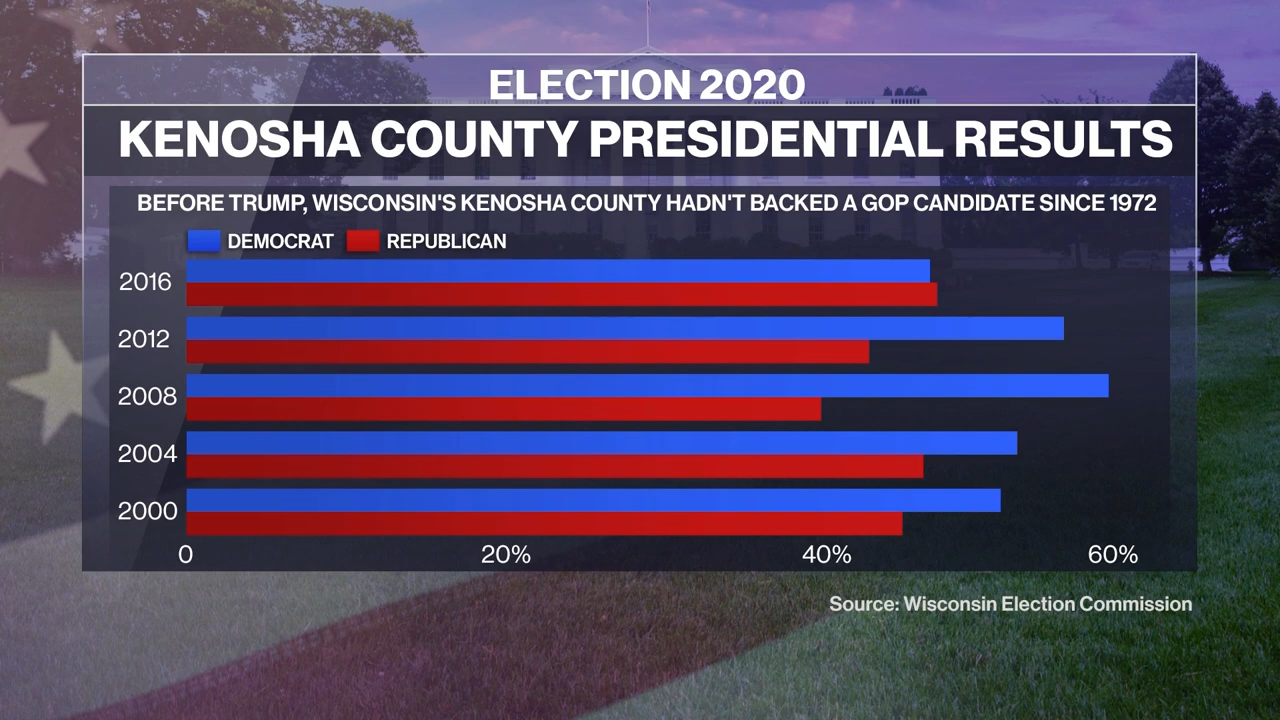 ELECTION 2020
KENOSHA COUNTY PRESIDENTIAL RESULTS
BEFORE TRUMP, WISCONSIN'S KENOSHA COUNTY HADN'T BACKED A GOP CANDIDATE SINCE 1972
DEMOCRAT REPUBLICAN
2016
2012
2008
2004
2000
0 20% 40% 60%
Source: Wisconsin Election Commission